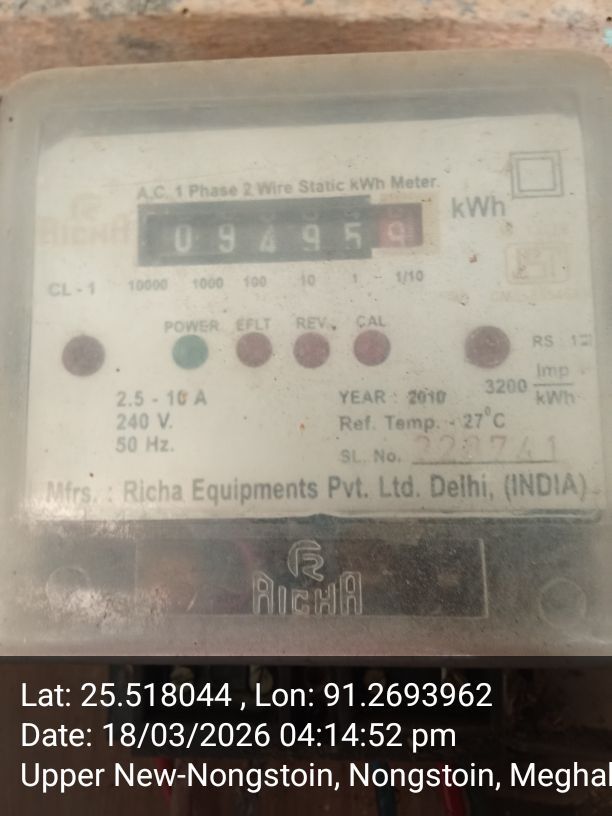 A.C. 1 Phase 2 Wire Static kWh Meter.
RICHA
0 9 4 9 5 9 kWh
CL - 1 10000 1000 100 10 1 1/10
POWER EFLT REV. CAL
RS :
3200 Imp/kWh
2.5 - 10 A YEAR : 2010
240 V. Ref. Temp. - 27°C
50 Hz. SL. No.
Mfrs. : Richa Equipments Pvt. Ltd. Delhi, (INDIA)
RICHA
Lat: 25.518044 , Lon: 91.2693962
Date: 18/03/2026 04:14:52 pm
Upper New-Nongstoin, Nongstoin, Meghal